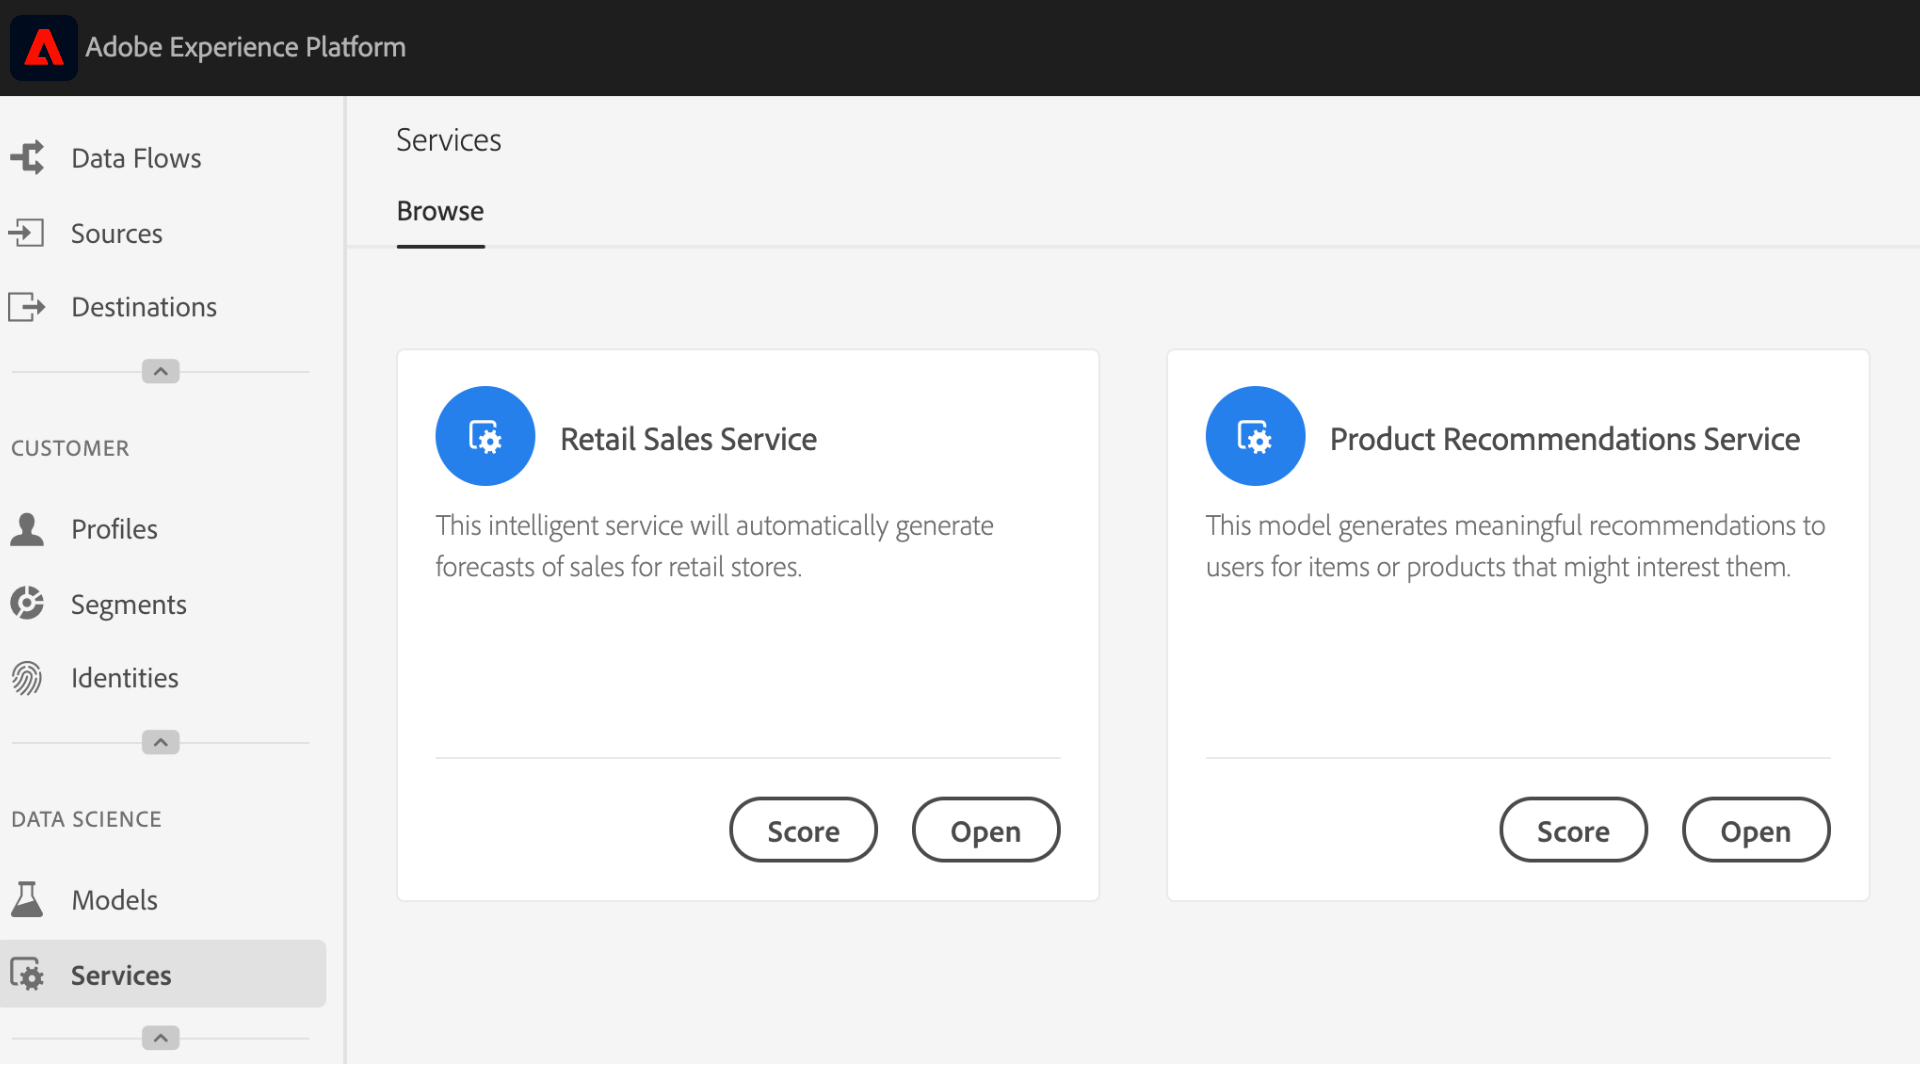 Adobe Experience Platform
Data Flows
Sources
Destinations
CUSTOMER
Profiles
Segments
Identities
DATA SCIENCE
Models
Services
Services
Browse
Retail Sales Service
This intelligent service will automatically generate
forecasts of sales for retail stores.
Score
Open
Product Recommendations Service
This model generates meaningful recommendations to
users for items or products that might interest them.
Score
Open